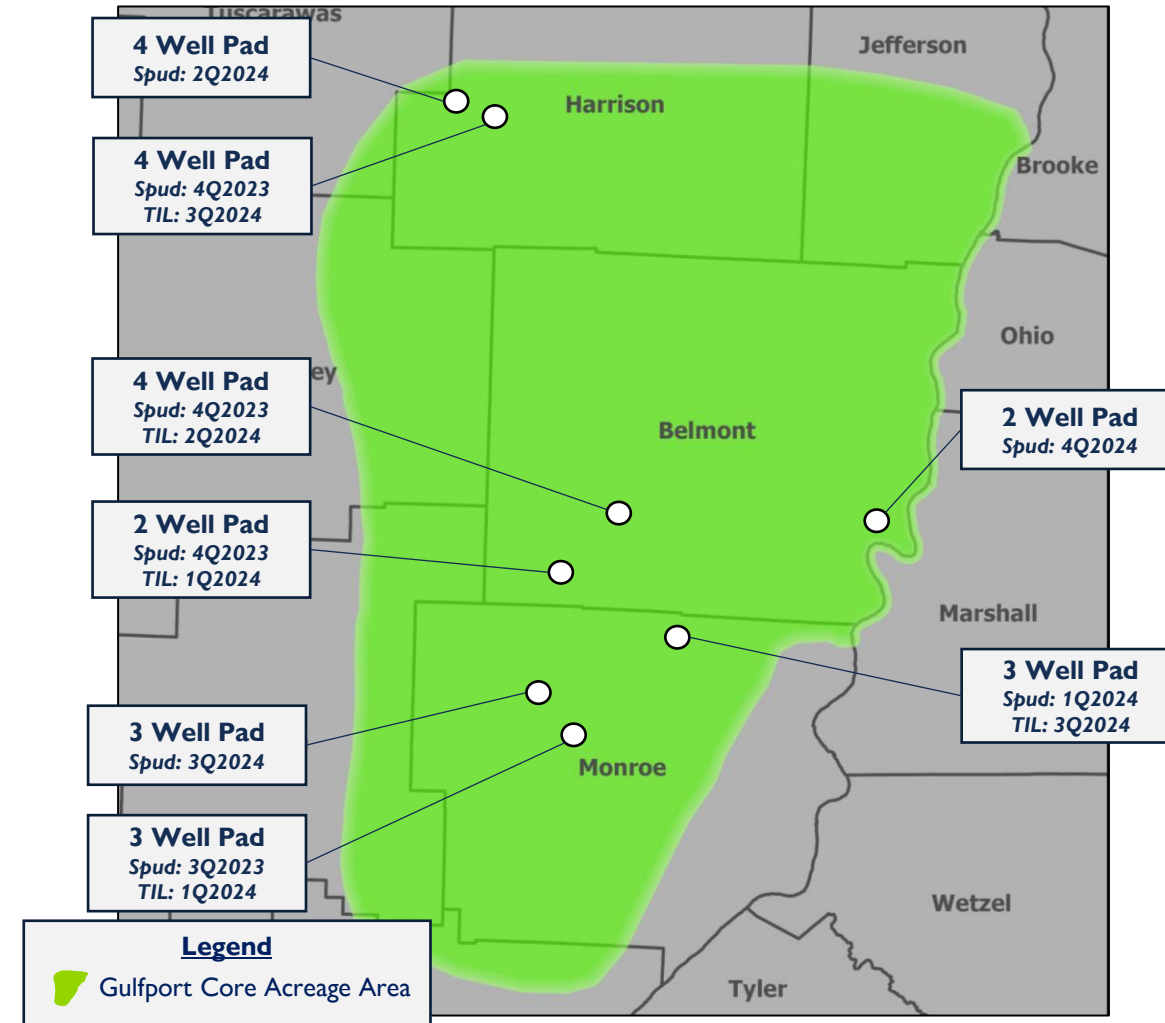 Tuscarawas
4 Well Pad
Spud: 2Q2024
Jefferson
Harrison
4 Well Pad
Spud: 4Q2023
TIL: 3Q2024
Brooke
Ohio
4 Well Pad
Spud: 4Q2023
TIL: 2Q2024
ey
Belmont
2 Well Pad
Spud: 4Q2024
2 Well Pad
Spud: 4Q2023
TIL: 1Q2024
Marshall
3 Well Pad
Spud: 1Q2024
TIL: 3Q2024
3 Well Pad
Spud: 3Q2024
Monroe
3 Well Pad
Spud: 3Q2023
TIL: 1Q2024
Wetzel
Legend
Gulfport Core Acreage Area
Tyler